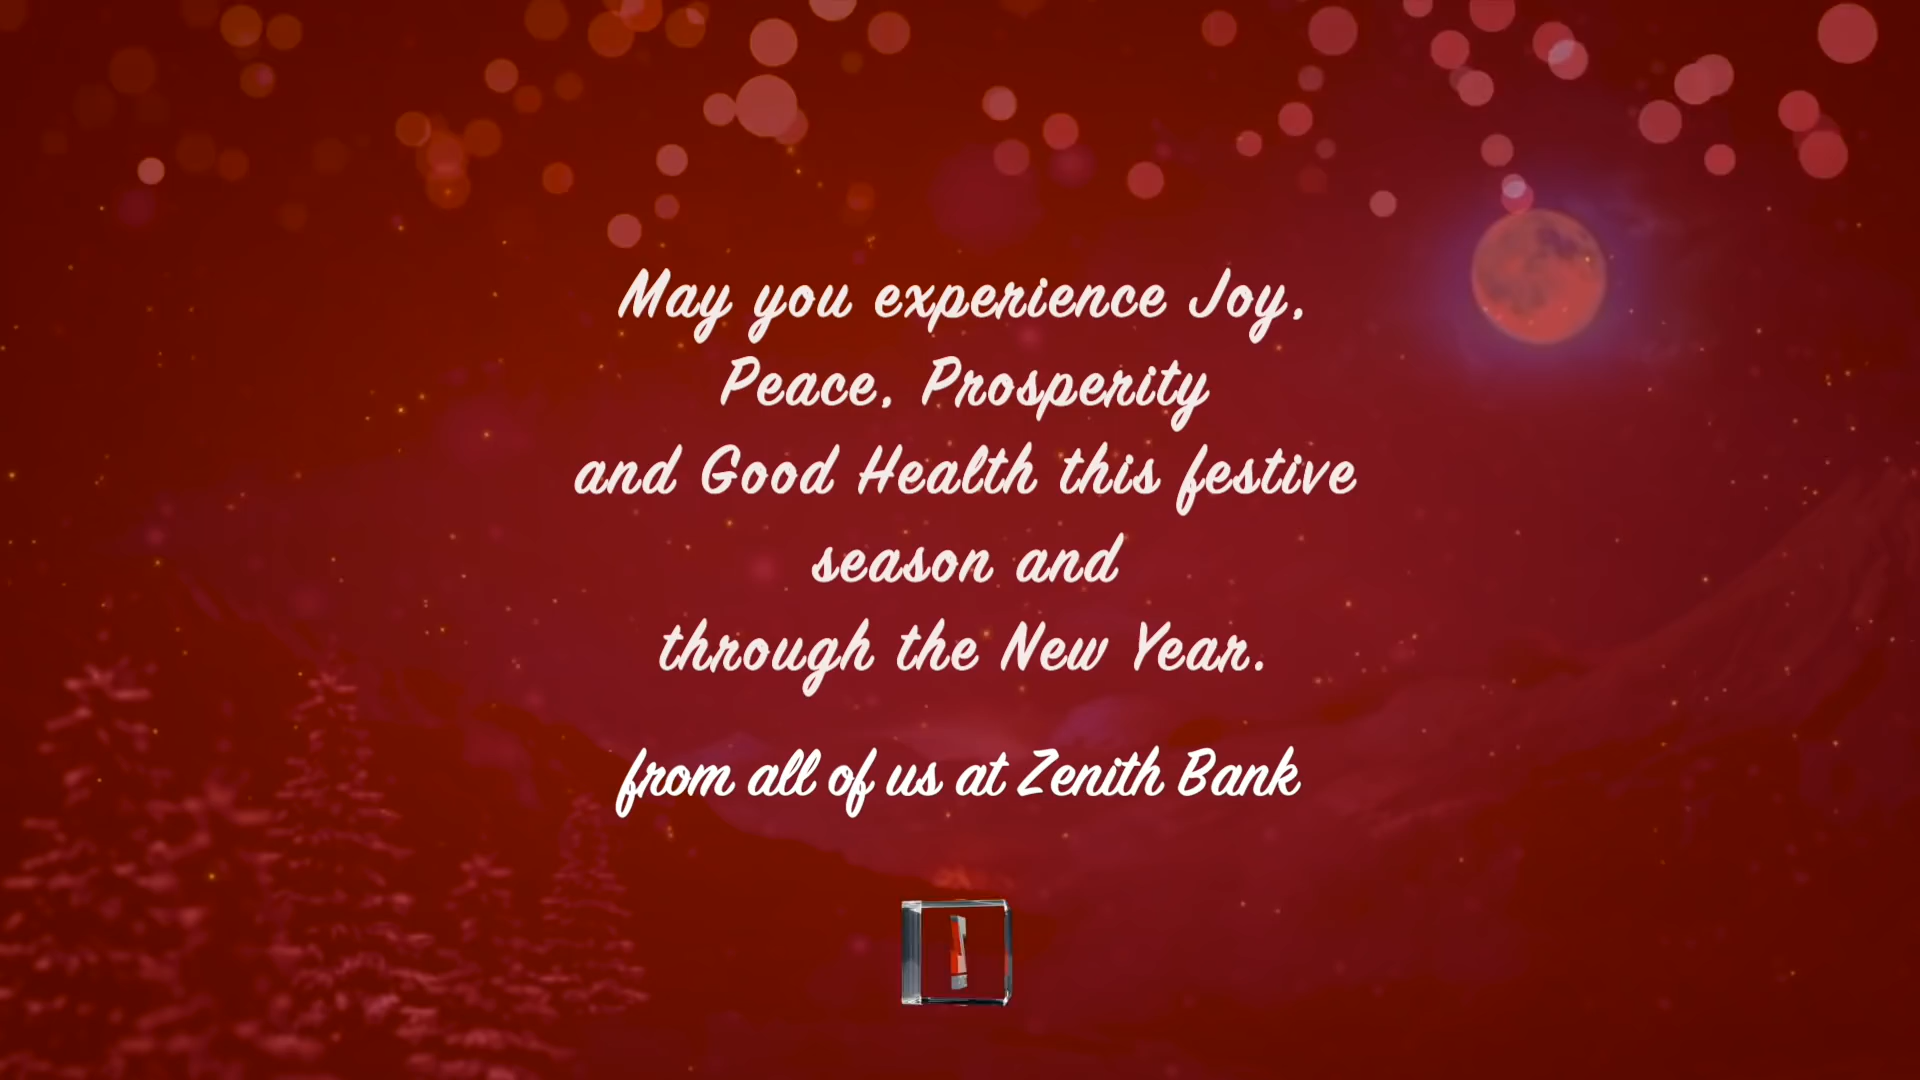 May you experience Joy,
Peace, Prosperity
and Good Health this festive
season and
through the New Year.
from all of us at Zenith Bank